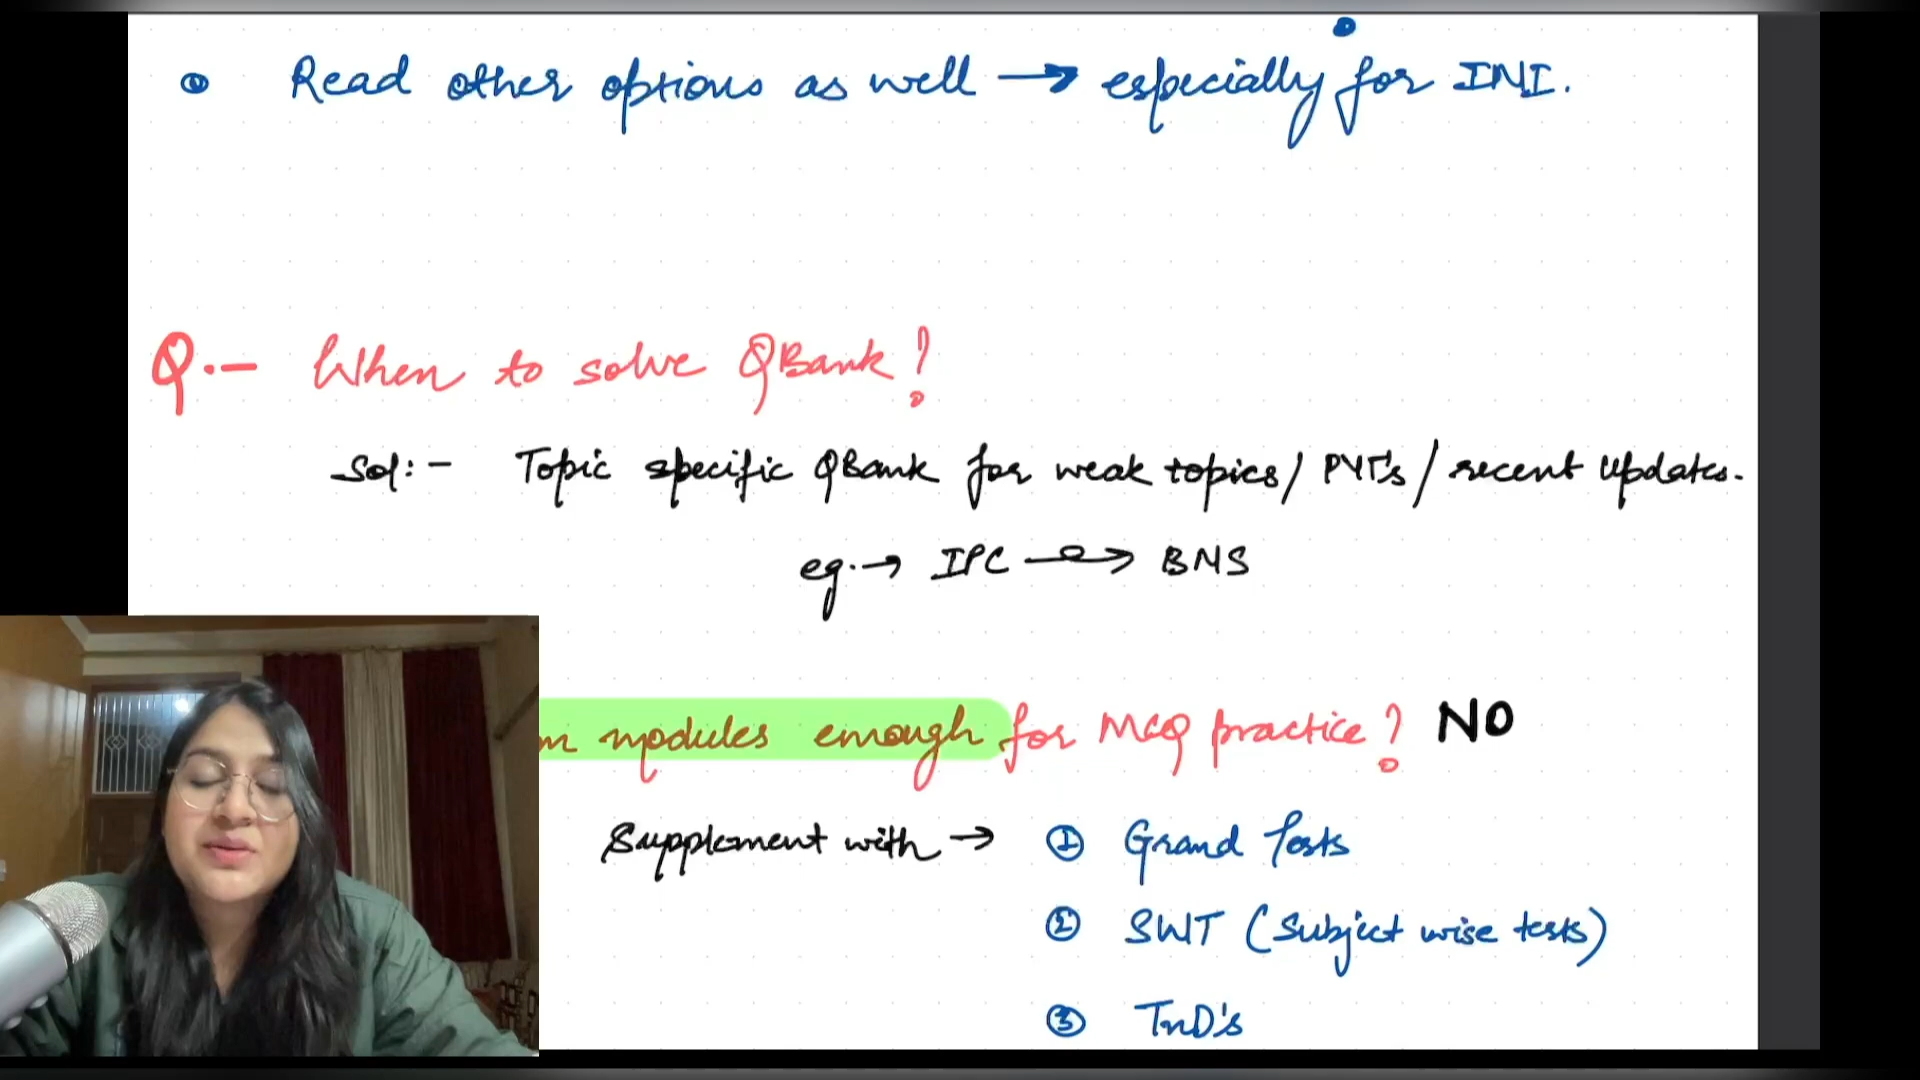 • Read other options as well → especially for INI.
Q.- When to solve QBank?
Sol:- Topic specific QBank for weak topics/ PYT's / recent updates.
eg.→ IPC → BNS
m modules enough for MCQ practice? NO
Supplement with → ① Grand Tests
② SWT (Subject wise tests)
③ TnD's